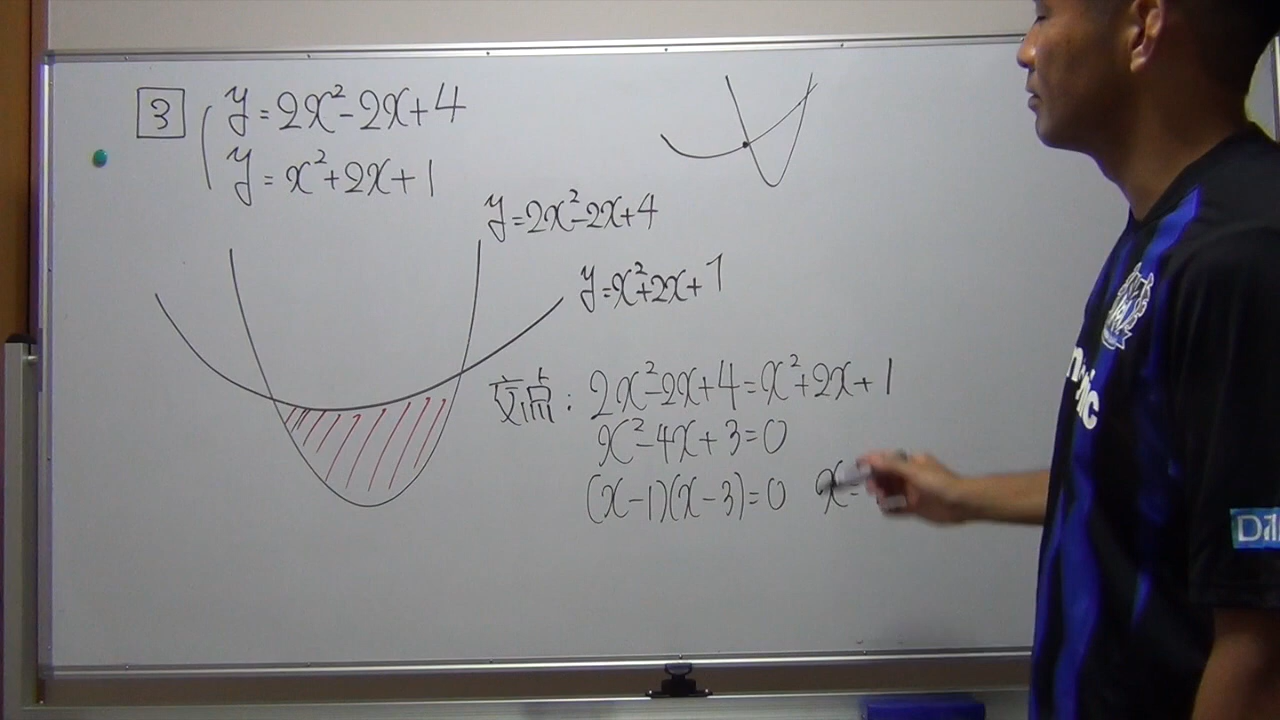 3 y=2x²-2x+4
y=x²+2x+1
y=2x²-2x+4
y=x²+2x+1
交点: 2x²-2x+4=x²+2x+1
x²-4x+3=0
(x-1)(x-3)=0 x=